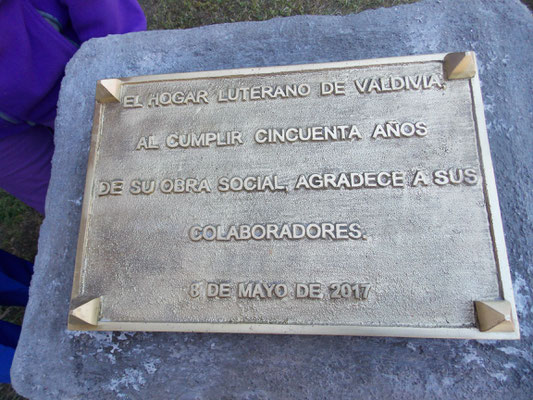 EL HOGAR LUTERANO DE VALDIVIA,
AL CUMPLIR CINCUENTA AÑOS
DE SU OBRA SOCIAL, AGRADECE A SUS
COLABORADORES.
8 DE MAYO DE 2017